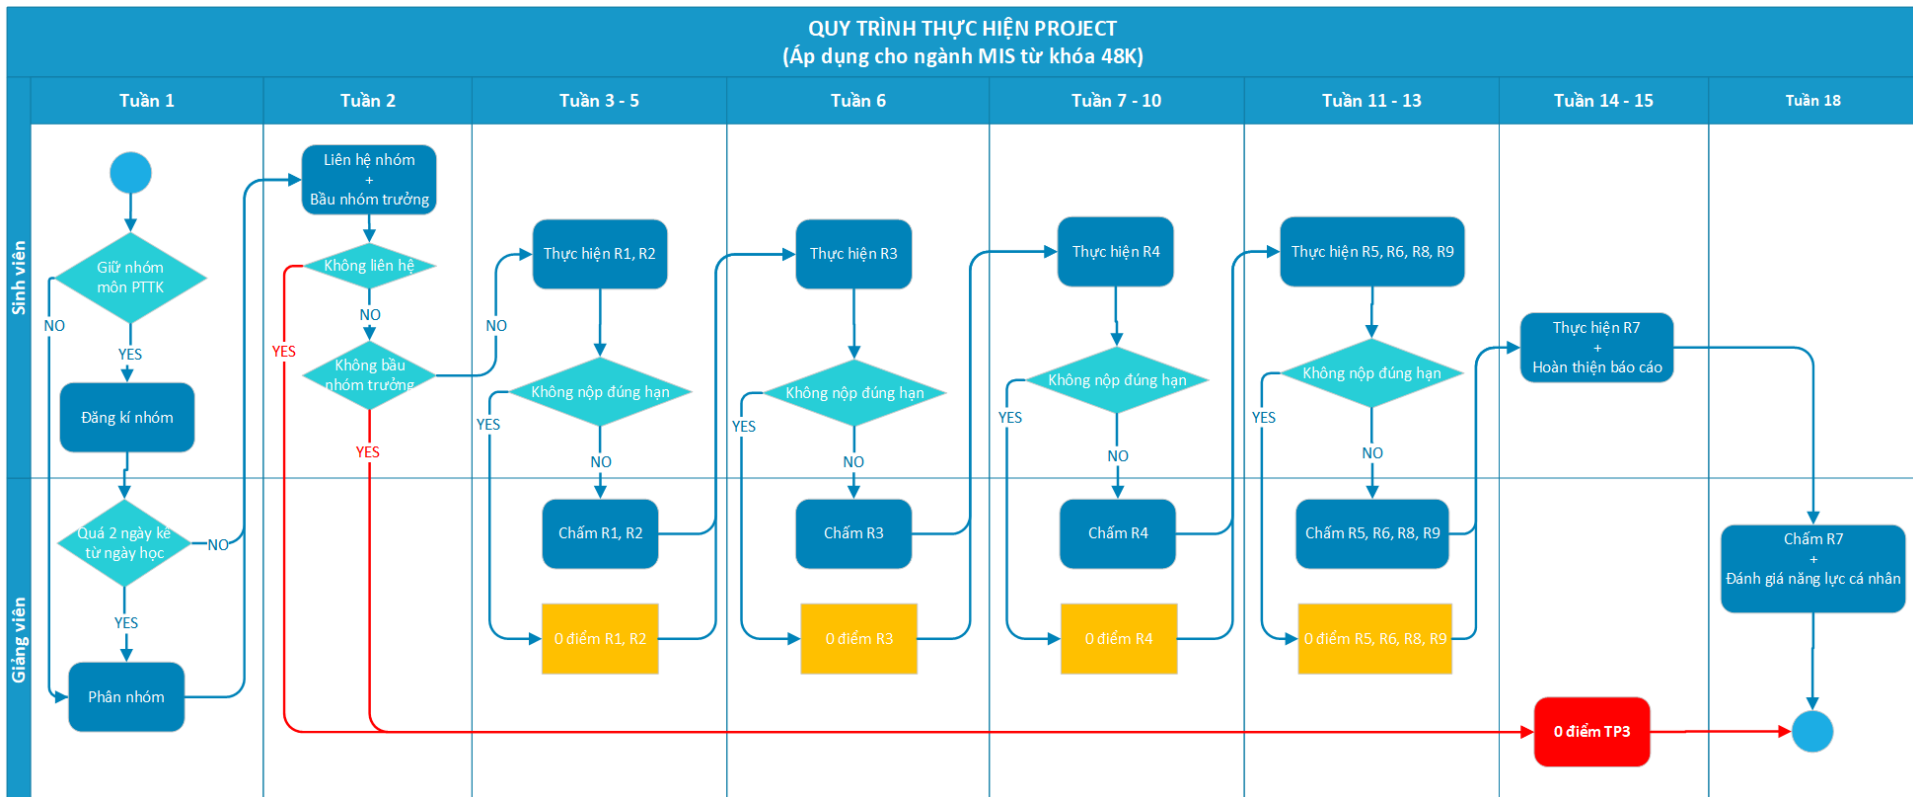 QUY TRÌNH THỰC HIỆN PROJECT
(Áp dụng cho ngành MIS từ khóa 48K)
Tuần 1
Tuần 2
Tuần 3 - 5
Tuần 6
Tuần 7 - 10
Tuần 11 - 13
Tuần 14 - 15
Tuần 18
Sinh viên
Giữ nhóm
môn PTTK
NO
YES
Đăng kí nhóm
Liên hệ nhóm
+
Bầu nhóm trưởng
Không liên hệ
NO
YES
Không bầu
nhóm trưởng
NO
YES
Thực hiện R1, R2
Không nộp đúng hạn
YES
NO
Thực hiện R3
Không nộp đúng hạn
YES
NO
Thực hiện R4
Không nộp đúng hạn
YES
NO
Thực hiện R5, R6, R8, R9
Không nộp đúng hạn
YES
NO
Thực hiện R7
+
Hoàn thiện báo cáo
Giảng viên
Quá 2 ngày kể
từ ngày học
NO
YES
Phân nhóm
Chấm R1, R2
0 điểm R1, R2
Chấm R3
0 điểm R3
Chấm R4
0 điểm R4
Chấm R5, R6, R8, R9
0 điểm R5, R6, R8, R9
0 điểm TP3
Chấm R7
+
Đánh giá năng lực cá nhân